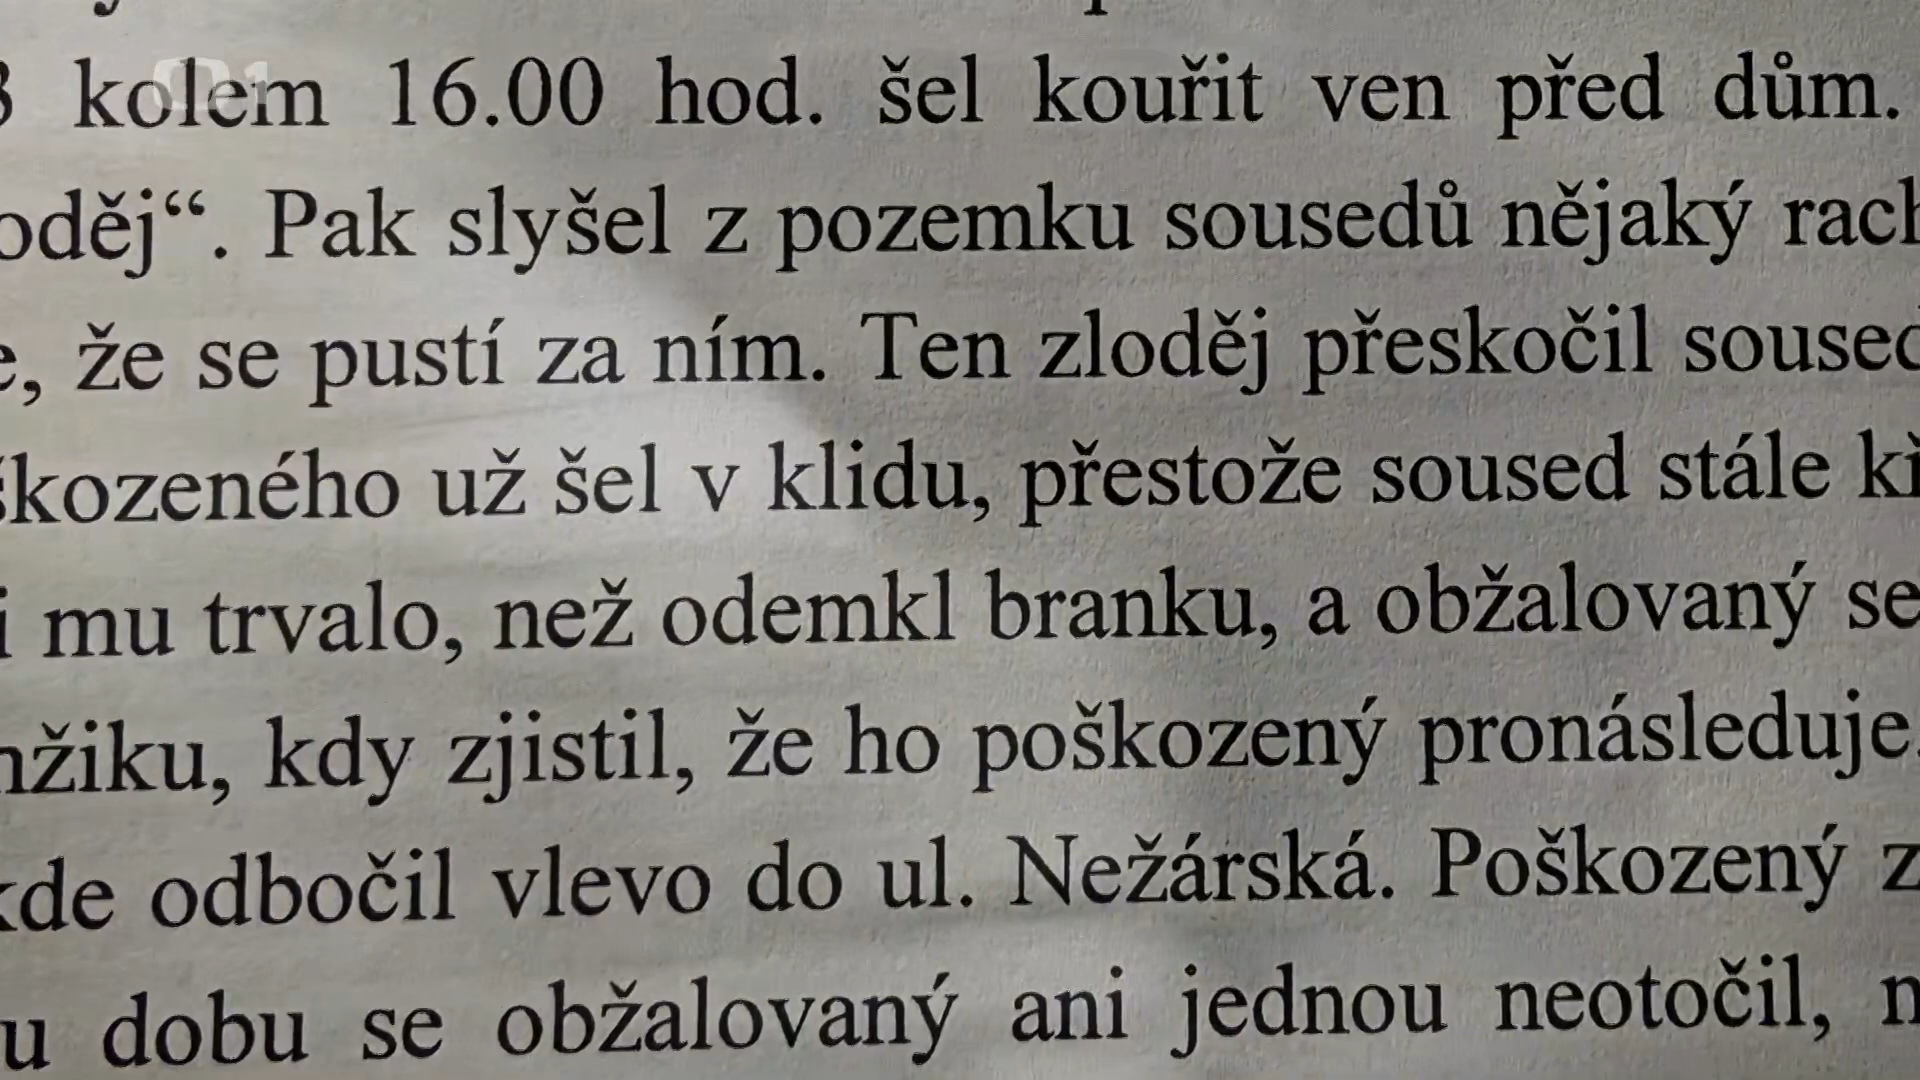 kolem 16.00 hod. šel kouřit ven před dům.
oděj“. Pak slyšel z pozemku sousedů nějaký rach
e, že se pustí za ním. Ten zloděj přeskočil soused
škozeného už šel v klidu, přestože soused stále kř
i mu trvalo, než odemkl branku, a obžalovaný se
mžiku, kdy zjistil, že ho poškozený pronásleduje.
kde odbočil vlevo do ul. Nežárská. Poškozený z
u dobu se obžalovaný ani jednou neotočil, n